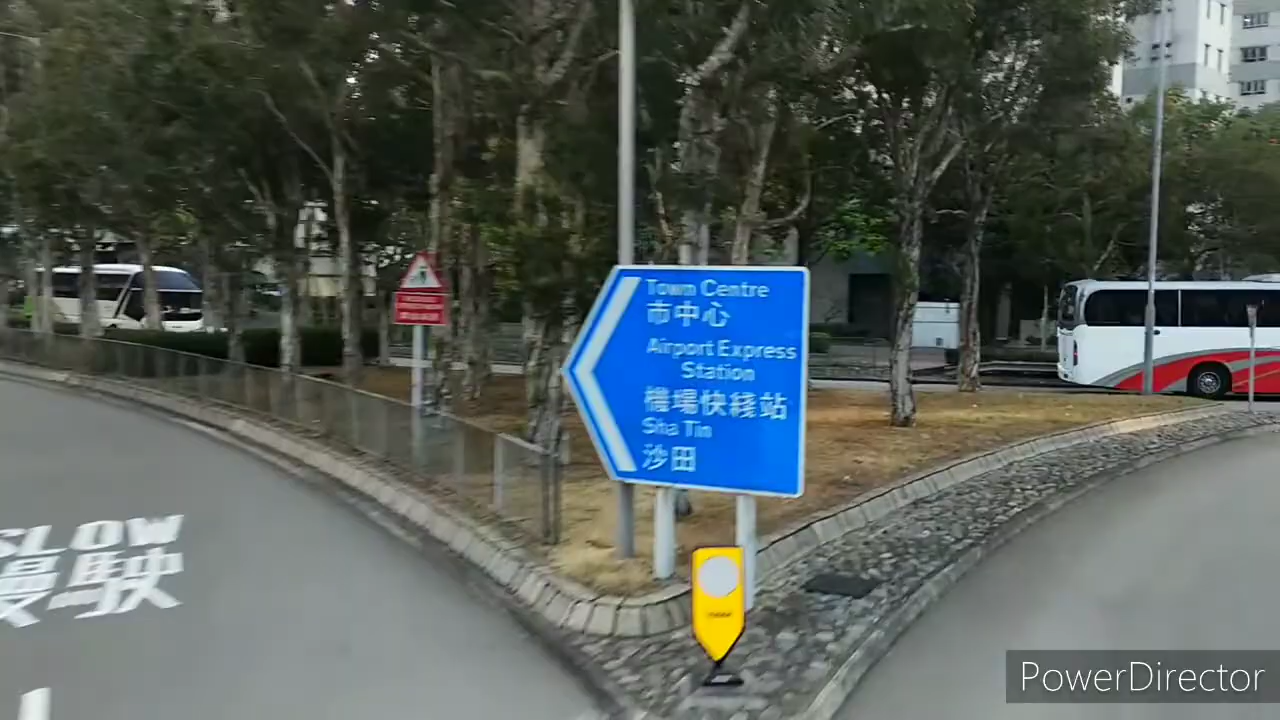 Town Centre
市中心
Airport Express
Station
機場快綫站
Sha Tin
沙田
SLOW
慢駛
PowerDirector